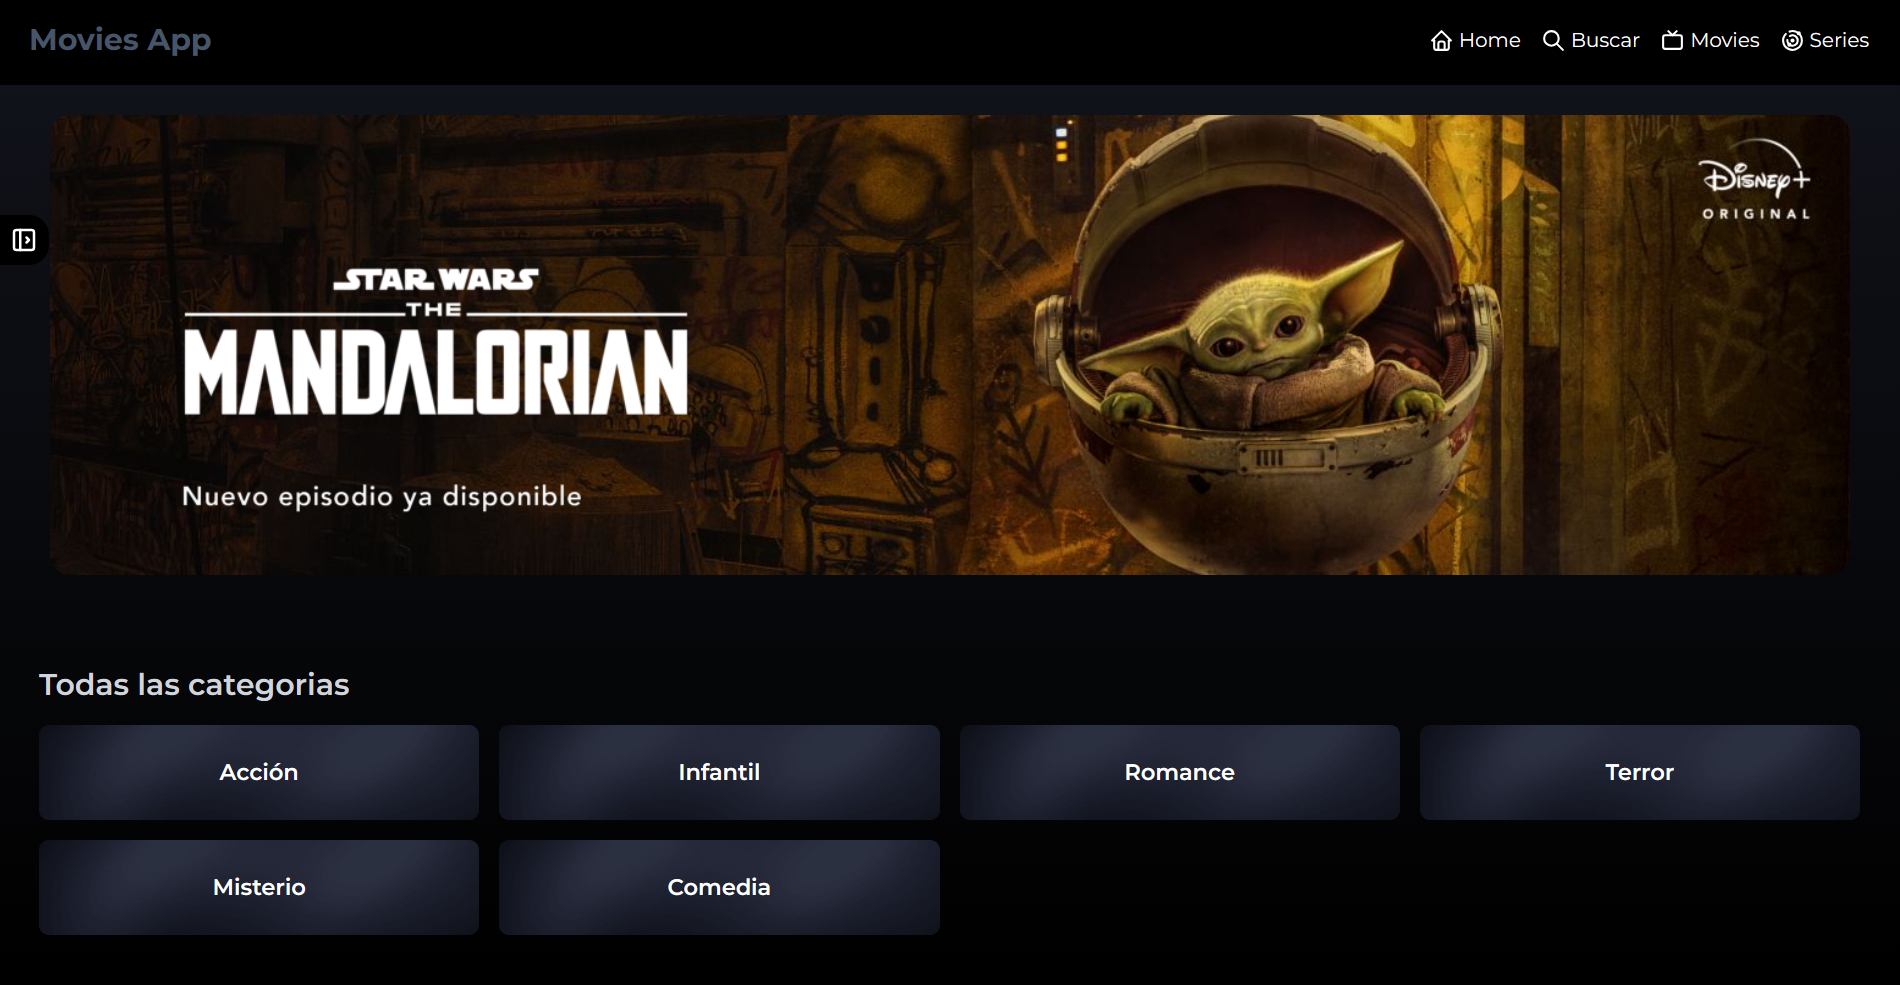 Movies App
Home
Buscar
Movies
Series
Disney+
ORIGINAL
STAR WARS
THE
MANDALORIAN
Nuevo episodio ya disponible
Todas las categorias
Acción
Infantil
Romance
Terror
Misterio
Comedia